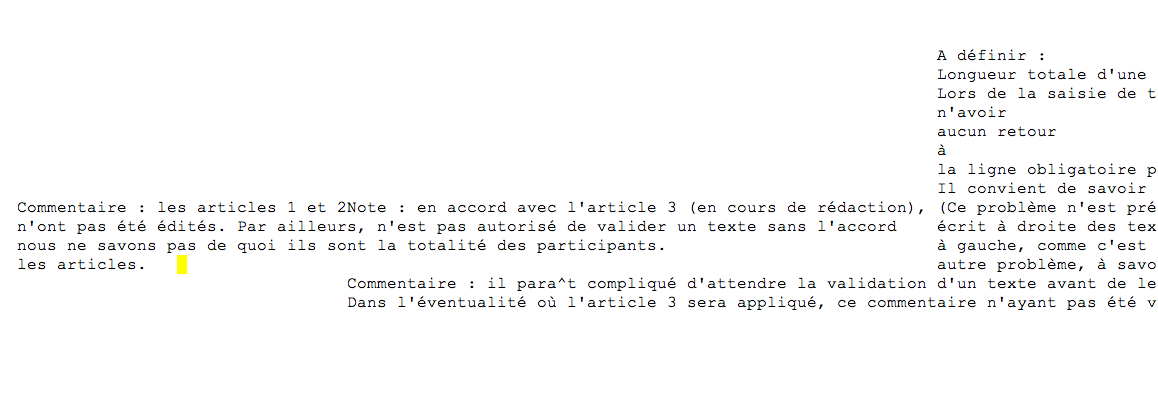 A définir :
Longueur totale d'une
Lors de la saisie de t
n'avoir
aucun retour
à
la ligne obligatoire p
Il convient de savoir
Commentaire : les articles 1 et 2Note : en accord avec l'article 3 (en cours de rédaction), (Ce problème n'est pré
n'ont pas été édités. Par ailleurs, n'est pas autorisé de valider un texte sans l'accord écrit à droite des tex
nous ne savons pas de quoi ils sont la totalité des participants. à gauche, comme c'est
les articles. autre problème, à savo
Commentaire : il para^t compliqué d'attendre la validation d'un texte avant de le
Dans l'éventualité où l'article 3 sera appliqué, ce commentaire n'ayant pas été v